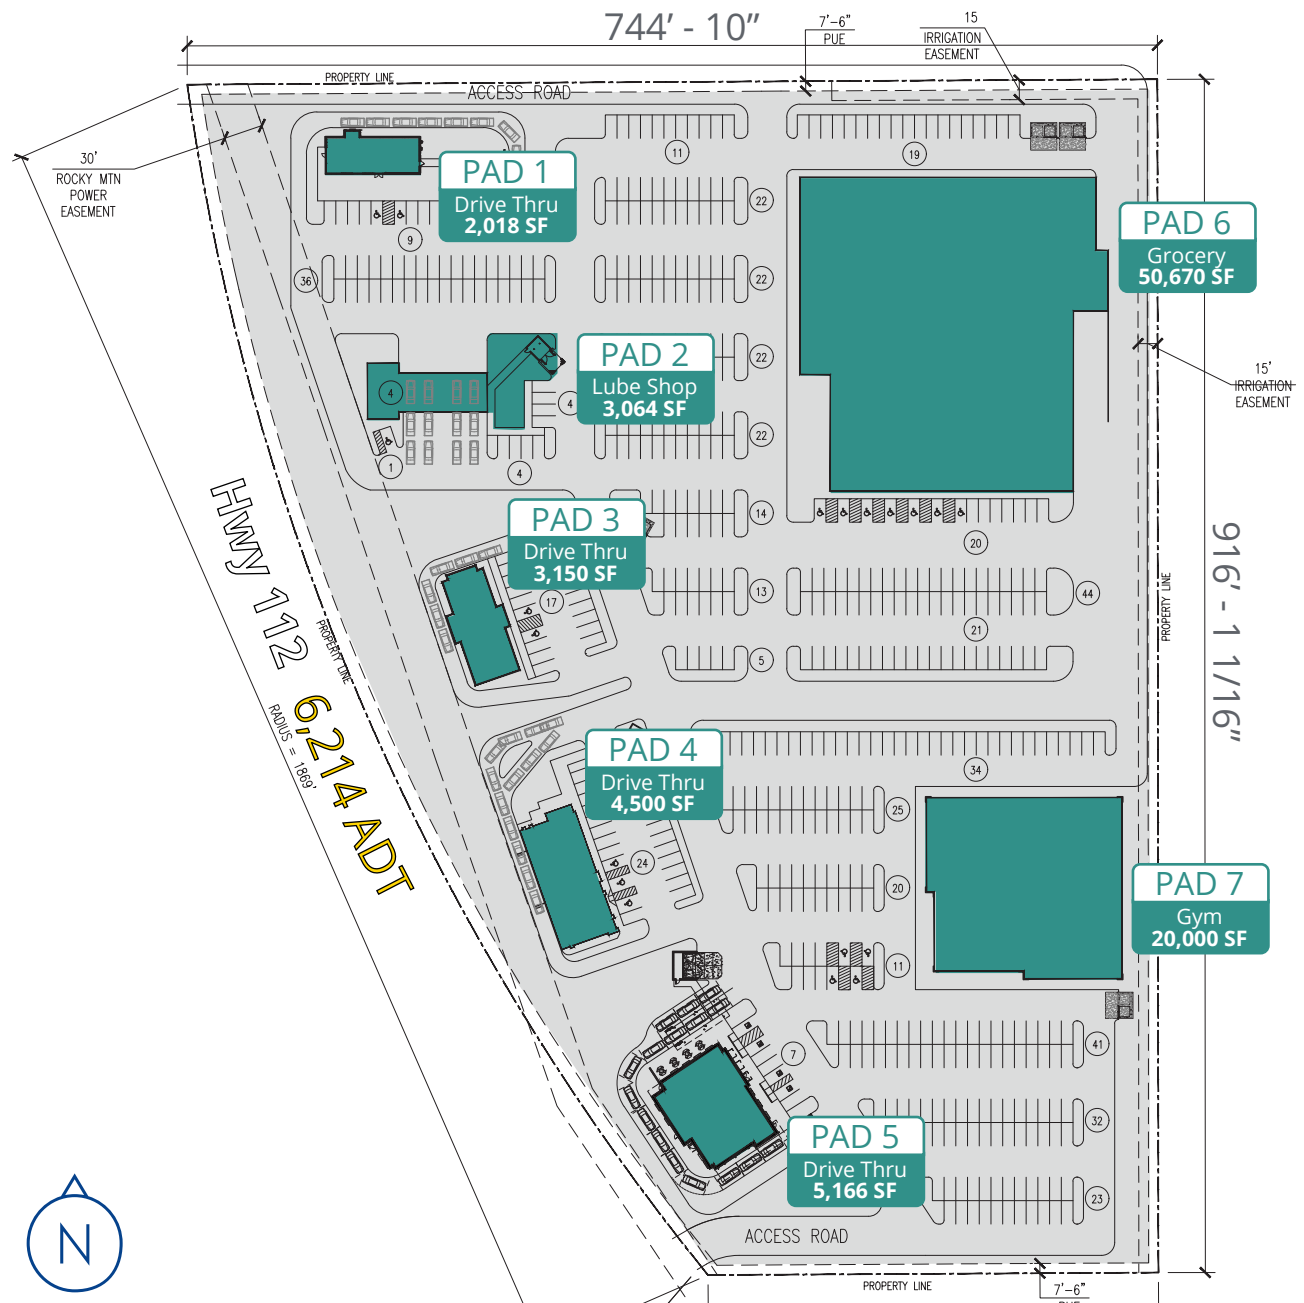 744' - 10”
7'-6"
PUE
15
IRRIGATION
EASEMENT
PROPERTY LINE
ACCESS ROAD
30'
ROCKY MTN
POWER
EASEMENT
11
19
PAD 1
Drive Thru
2,018 SF
22
9
PAD 6
Grocery
50,670 SF
36
22
PAD 2
Lube Shop
3,064 SF
22
15'
IRRIGATION
EASEMENT
4
4
22
1
4
PAD 3
Drive Thru
3,150 SF
14
20
17
13
44
21
5
PROPERTY LINE
916' - 1 1/16”
Hwy 112
6,214 ADT
PROPERTY LINE
RADIUS = 1869'
PAD 4
Drive Thru
4,500 SF
34
25
24
20
PAD 7
Gym
20,000 SF
11
7
41
PAD 5
Drive Thru
5,166 SF
32
23
ACCESS ROAD
N
PROPERTY LINE
7'-6"
PUE